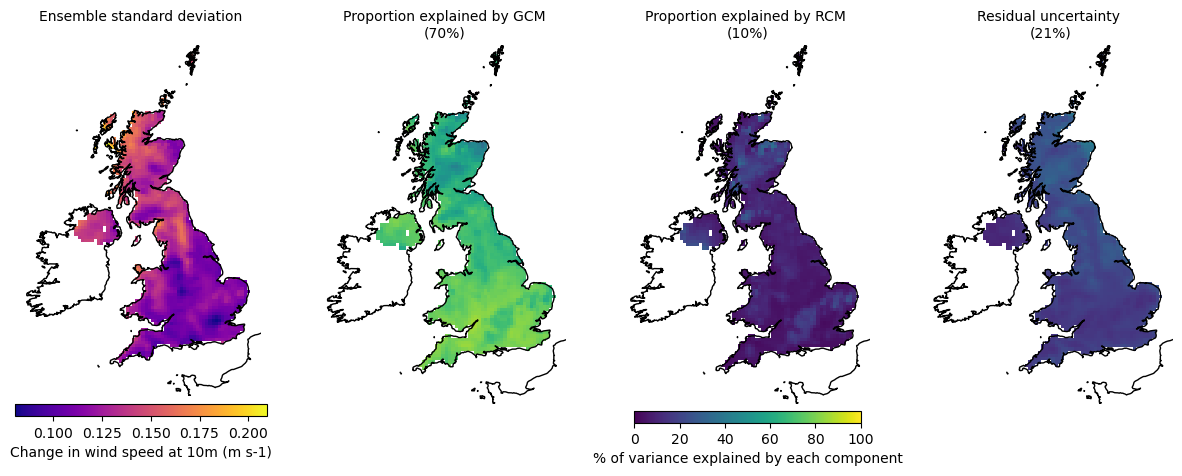 Ensemble standard deviation
Proportion explained by GCM
(70%)
Proportion explained by RCM
(10%)
Residual uncertainty
(21%)
0.100 0.125 0.150 0.175 0.200
Change in wind speed at 10m (m s-1)
0 20 40 60 80 100
% of variance explained by each component